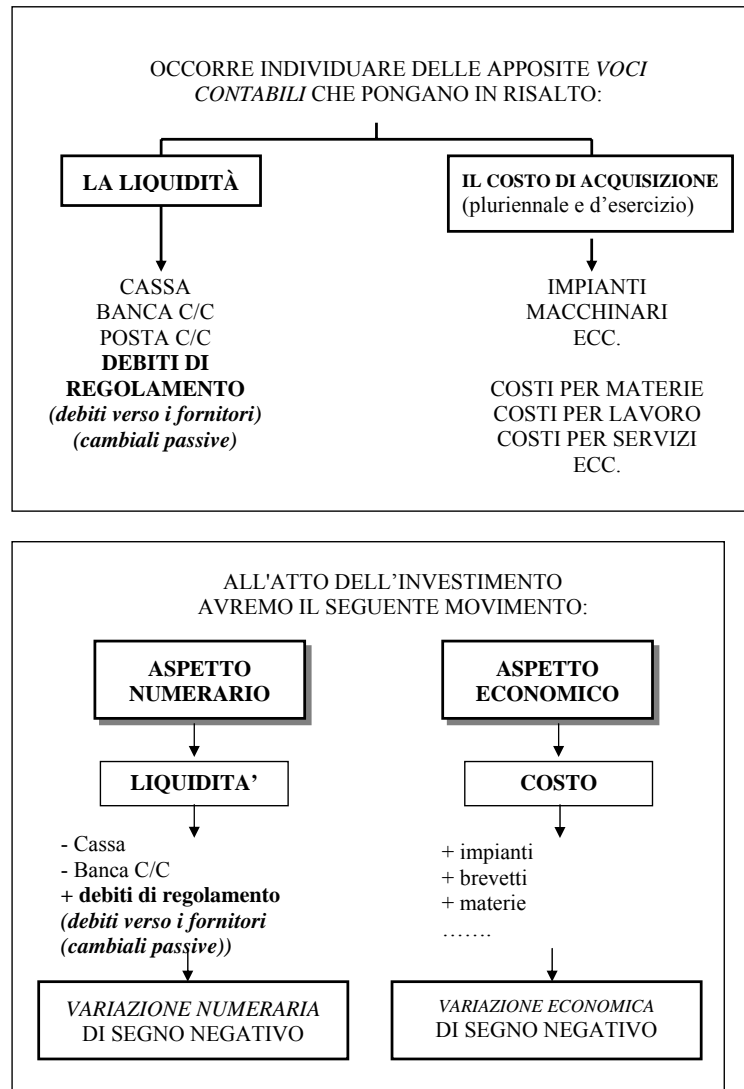 OCCORRE INDIVIDUARE DELLE APPOSITE VOCI
CONTABILI CHE PONGANO IN RISALTO:
LA LIQUIDITÀ
CASSA
BANCA C/C
POSTA C/C
DEBITI DI
REGOLAMENTO
(debiti verso i fornitori)
(cambiali passive)
IL COSTO DI ACQUISIZIONE
(pluriennale e d’esercizio)
IMPIANTI
MACCHINARI
ECC.
COSTI PER MATERIE
COSTI PER LAVORO
COSTI PER SERVIZI
ECC.
ALL'ATTO DELL’INVESTIMENTO
AVREMO IL SEGUENTE MOVIMENTO:
ASPETTO
NUMERARIO
LIQUIDITA’
- Cassa
- Banca C/C
+ debiti di regolamento
(debiti verso i fornitori
(cambiali passive))
VARIAZIONE NUMERARIA
DI SEGNO NEGATIVO
ASPETTO
ECONOMICO
COSTO
+ impianti
+ brevetti
+ materie
…….
VARIAZIONE ECONOMICA
DI SEGNO NEGATIVO